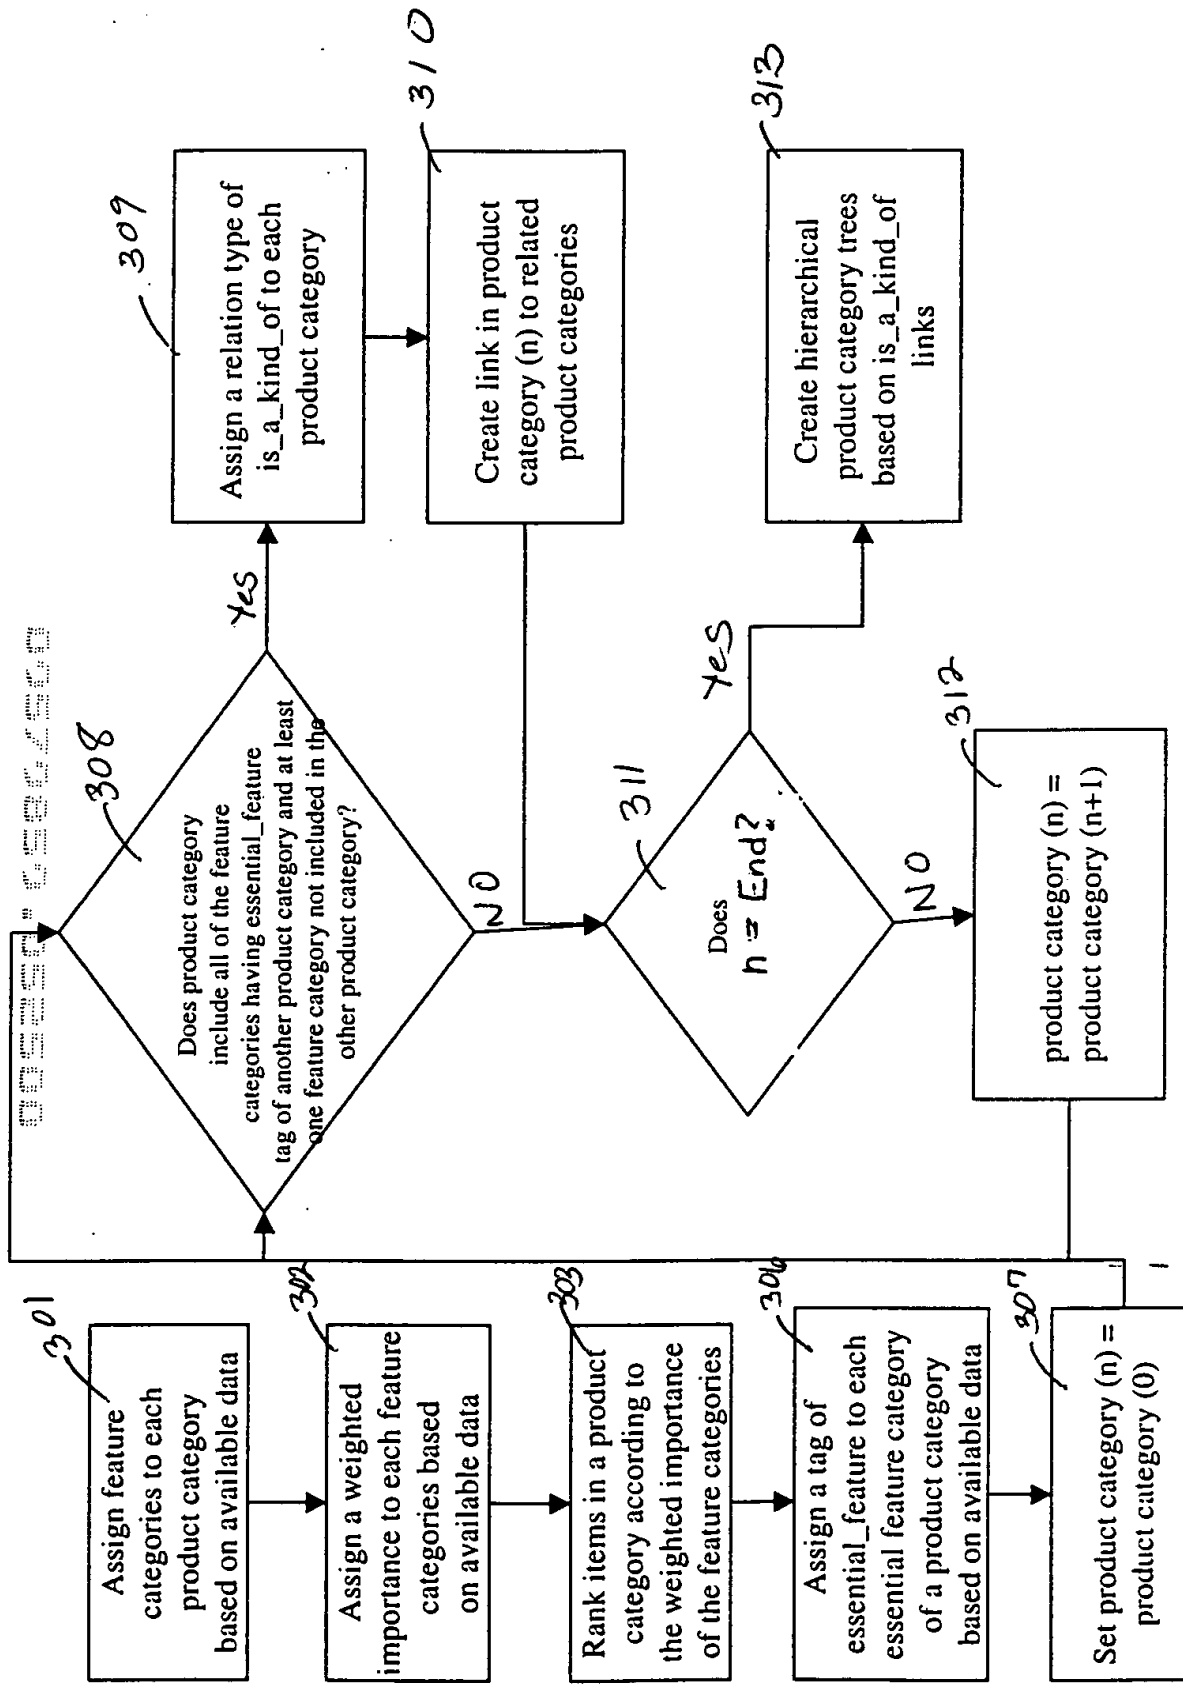 301
Assign feature
categories to each
product category
based on available data
302
Assign a weighted
importance to each feature
categories based
on available data
303
Rank items in a product
category according to
the weighted importance
of the feature categories
306
Assign a tag of
essential_feature to each
essential feature category
of a product category
based on available data
307
Set product category (n) =
product category (0)
308
Does product category
include all of the feature
categories having essential_feature
tag of another product category and at least
one feature category not included in the
other product category?
Yes
NO
309
Assign a relation type of
is_a_kind_of to each
product category
310
Create link in product
category (n) to related
product categories
311
Does
n = End?
Yes
NO
312
product category (n) =
product category (n+1)
313
Create hierarchical
product category trees
based on is_a_kind_of
links